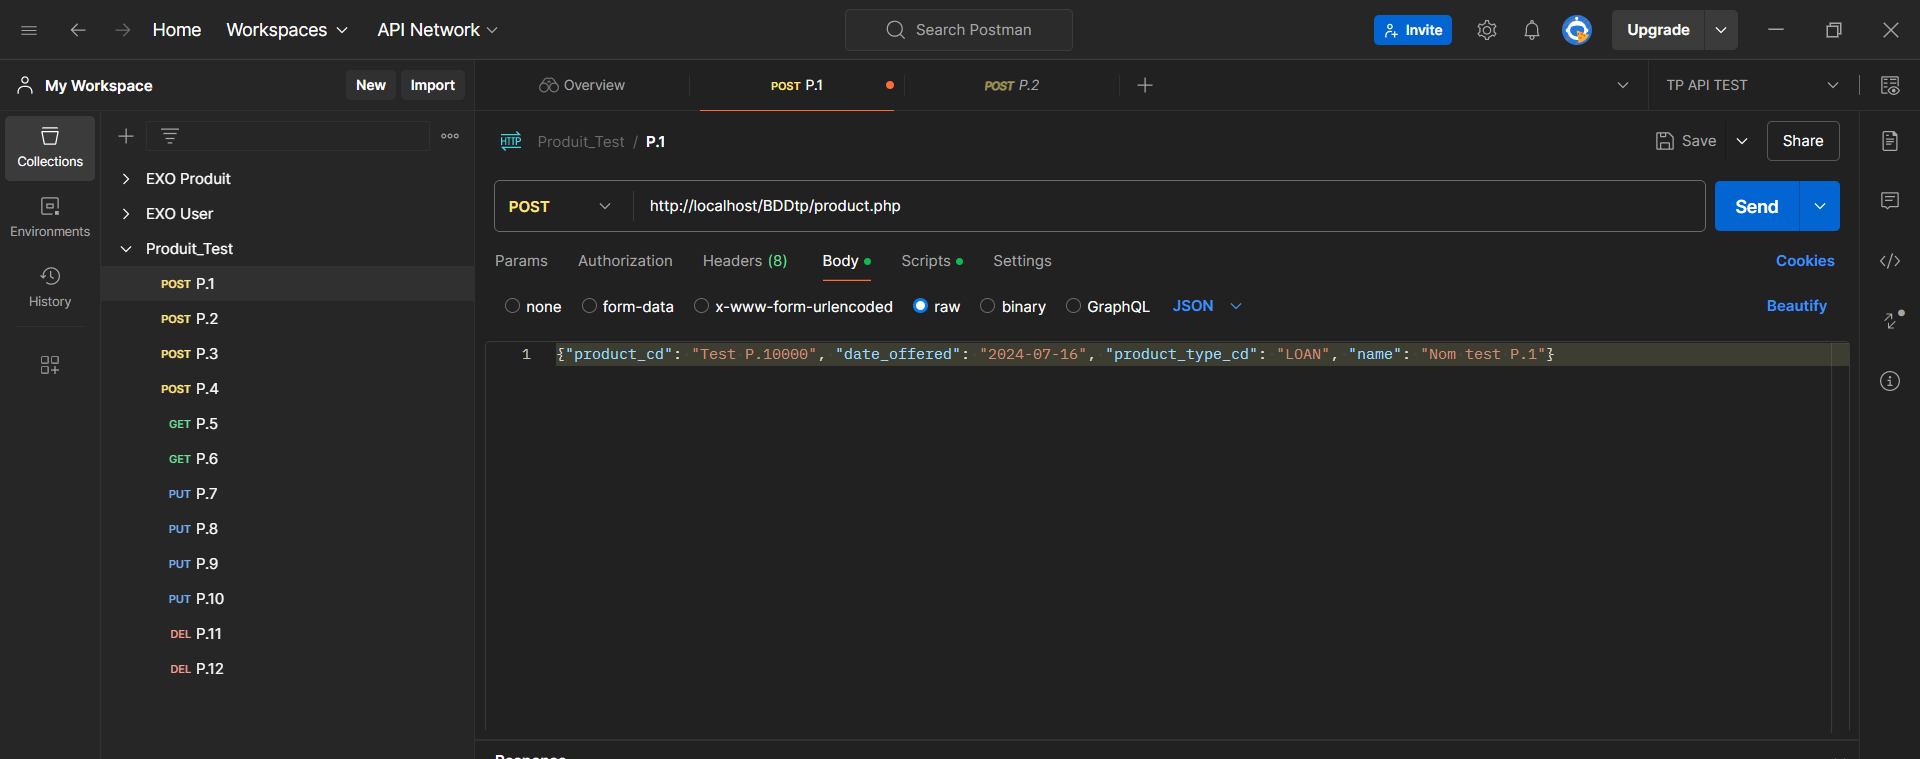 Home Workspaces API Network Search Postman Invite Upgrade
My Workspace New Import Overview POST P.1 POST P.2 TP API TEST
Collections
Environments
History
EXO Produit
EXO User
Produit_Test
POST P.1
POST P.2
POST P.3
POST P.4
GET P.5
GET P.6
PUT P.7
PUT P.8
PUT P.9
PUT P.10
DEL P.11
DEL P.12
HTTP Produit_Test / P.1 Save Share
POST http://localhost/BDDtp/product.php Send
Params Authorization Headers (8) Body Scripts Settings Cookies
none form-data x-www-form-urlencoded raw binary GraphQL JSON Beautify
1 {"product_cd": "Test P.10000", "date_offered": "2024-07-16", "product_type_cd": "LOAN", "name": "Nom test P.1"}
Response